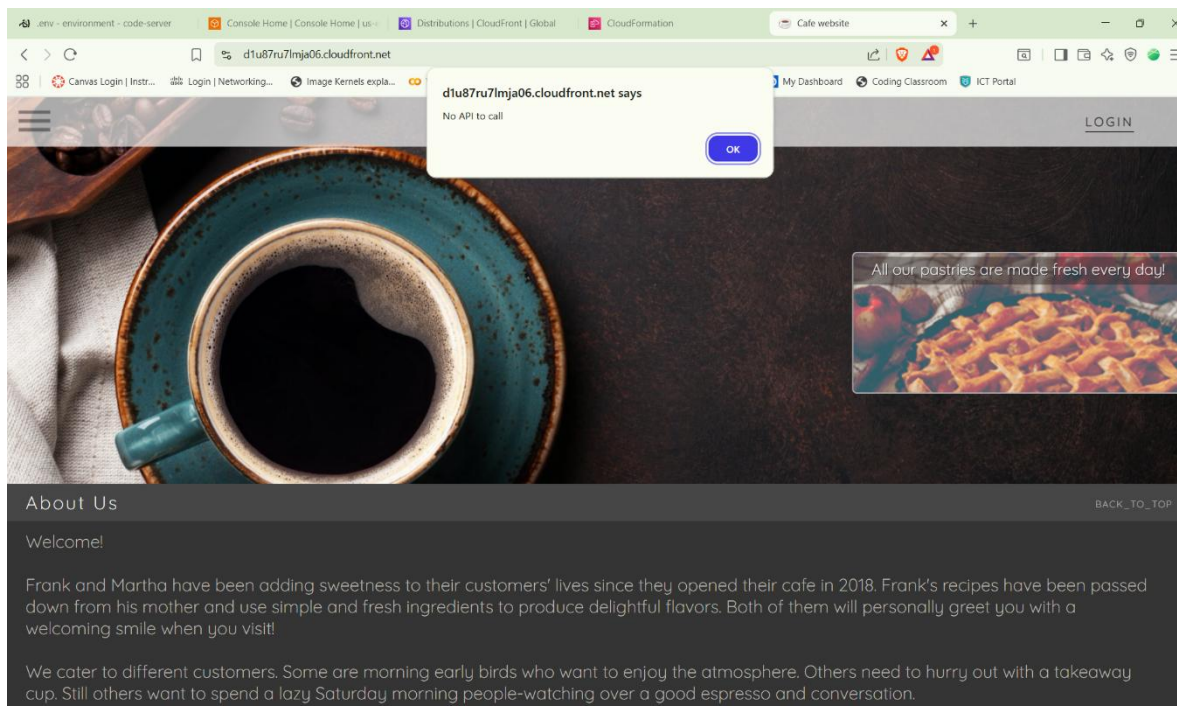 .env - environment - code-server
Console Home | Console Home | us-e
Distributions | CloudFront | Global
CloudFormation
Cafe website
d1u87ru7lmja06.cloudfront.net
Canvas Login | Instr...
Login | Networking...
Image Kernels expla...
My Dashboard
Coding Classroom
ICT Portal
d1u87ru7lmja06.cloudfront.net says
No API to call
OK
LOGIN
All our pastries are made fresh every day!
About Us
BACK_TO_TOP
Welcome!
Frank and Martha have been adding sweetness to their customers' lives since they opened their cafe in 2018. Frank's recipes have been passed
down from his mother and use simple and fresh ingredients to produce delightful flavors. Both of them will personally greet you with a
welcoming smile when you visit!
We cater to different customers. Some are morning early birds who want to enjoy the atmosphere. Others need to hurry out with a takeaway
cup. Still others want to spend a lazy Saturday morning people-watching over a good espresso and conversation.